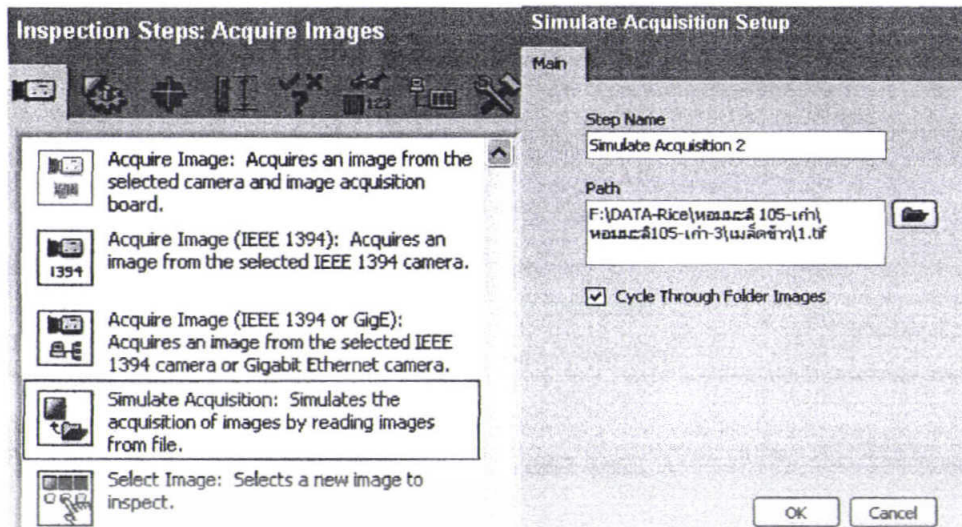 Inspection Steps: Acquire Images
Acquire Image: Acquires an image from the
selected camera and image acquisition
board.
Acquire Image (IEEE 1394): Acquires an
image from the selected IEEE 1394 camera.
1394
Acquire Image (IEEE 1394 or GigE):
Acquires an image from the selected IEEE
1394 camera or Gigabit Ethernet camera.
Simulate Acquisition: Simulates the
acquisition of images by reading images
from file.
Select Image: Selects a new image to
inspect.
Simulate Acquisition Setup
Main
Step Name
Simulate Acquisition 2
Path
F:\DATA-Rice\หอมมะลิ 105-เก่า\
หอมมะลิ105-เก่า-3\เมล็ดข้าว\1.tif
Cycle Through Folder Images
OK
Cancel